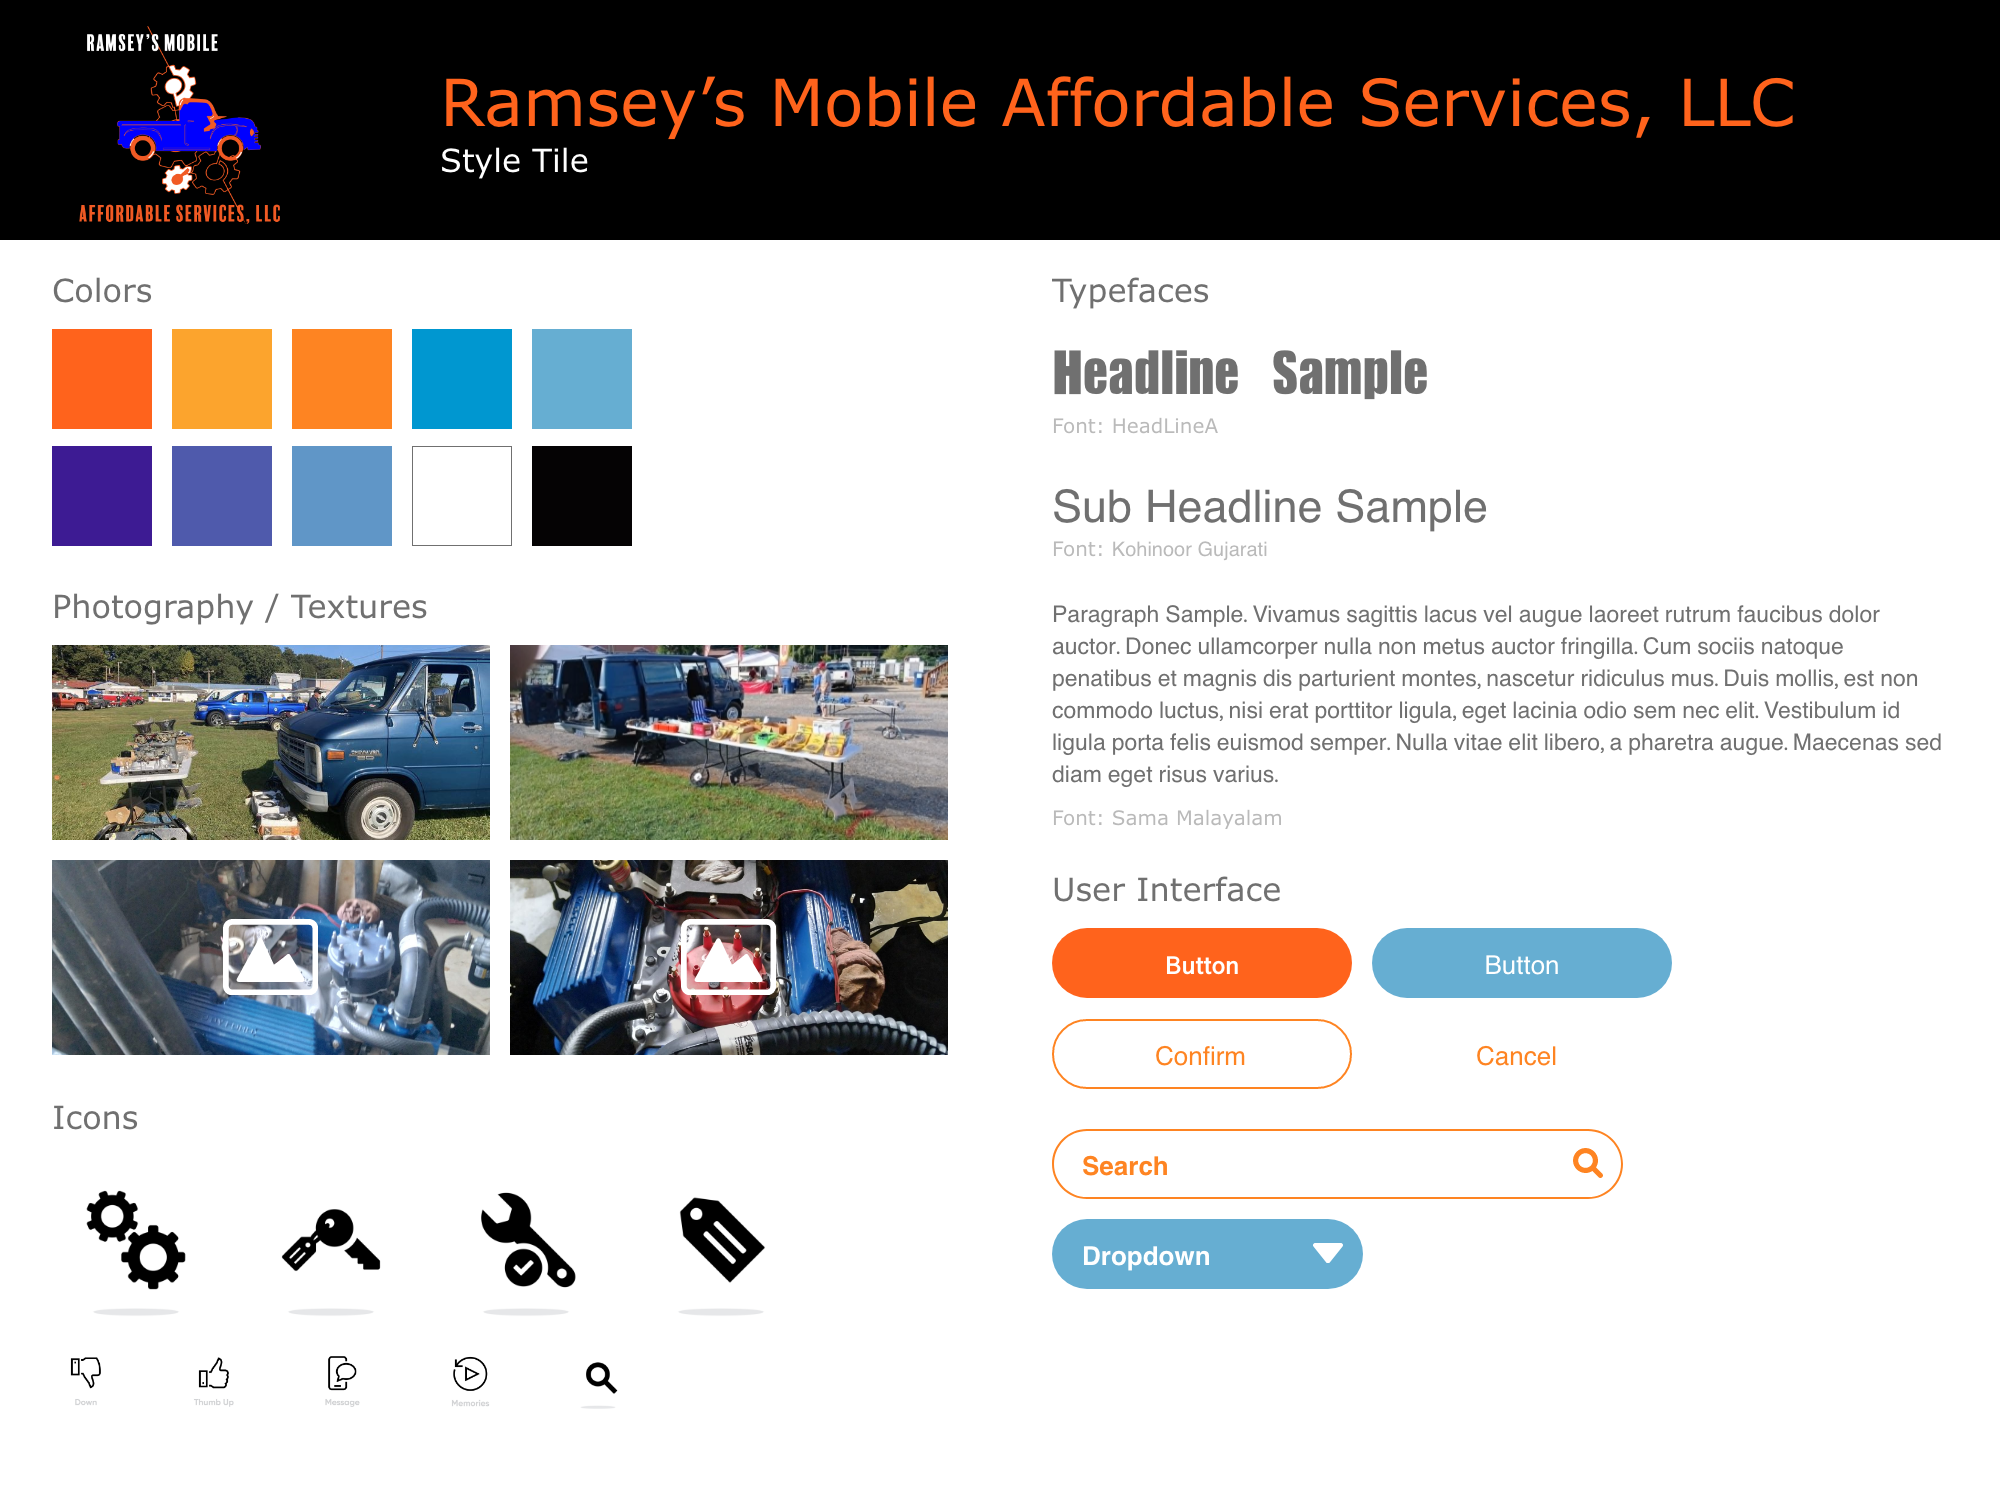 RAMSEY'S MOBILE
AFFORDABLE SERVICES, LLC
Ramsey’s Mobile Affordable Services, LLC
Style Tile
Colors
Photography / Textures
Icons
Down
Thumb Up
Message
Memories
Typefaces
Headline Sample
Font: HeadLineA
Sub Headline Sample
Font: Kohinoor Gujarati
Paragraph Sample. Vivamus sagittis lacus vel augue laoreet rutrum faucibus dolor
auctor. Donec ullamcorper nulla non metus auctor fringilla. Cum sociis natoque
penatibus et magnis dis parturient montes, nascetur ridiculus mus. Duis mollis, est non
commodo luctus, nisi erat porttitor ligula, eget lacinia odio sem nec elit. Vestibulum id
ligula porta felis euismod semper. Nulla vitae elit libero, a pharetra augue. Maecenas sed
diam eget risus varius.
Font: Sama Malayalam
User Interface
Button
Button
Confirm
Cancel
Search
Dropdown